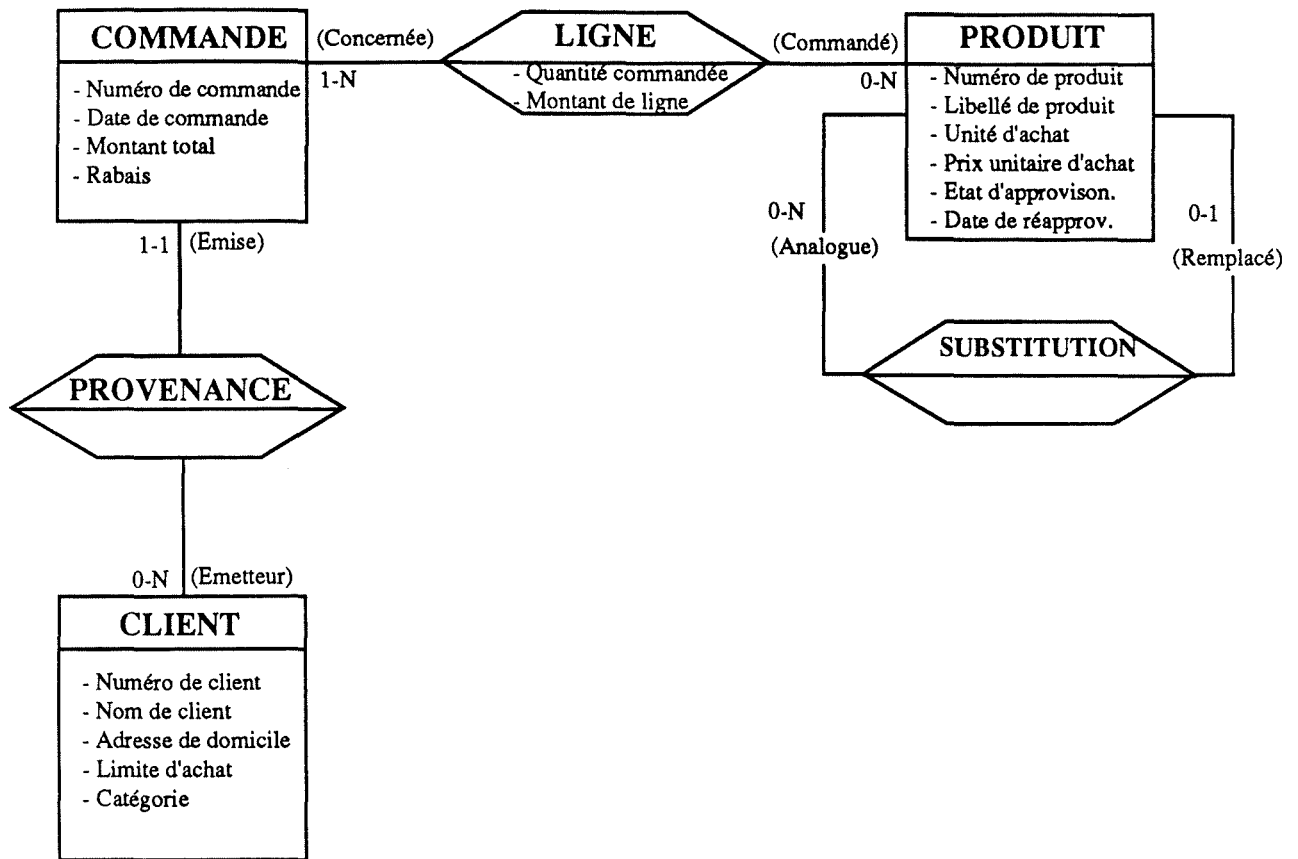 COMMANDE
- Numéro de commande
- Date de commande
- Montant total
- Rabais
(Concernée)
1-N
LIGNE
- Quantité commandée
- Montant de ligne
(Commandé)
0-N
PRODUIT
- Numéro de produit
- Libellé de produit
- Unité d'achat
- Prix unitaire d'achat
- Etat d'approvison.
- Date de réapprov.
0-N
(Analogue)
0-1
(Remplacé)
SUBSTITUTION
1-1
(Emise)
PROVENANCE
0-N
(Emetteur)
CLIENT
- Numéro de client
- Nom de client
- Adresse de domicile
- Limite d'achat
- Catégorie